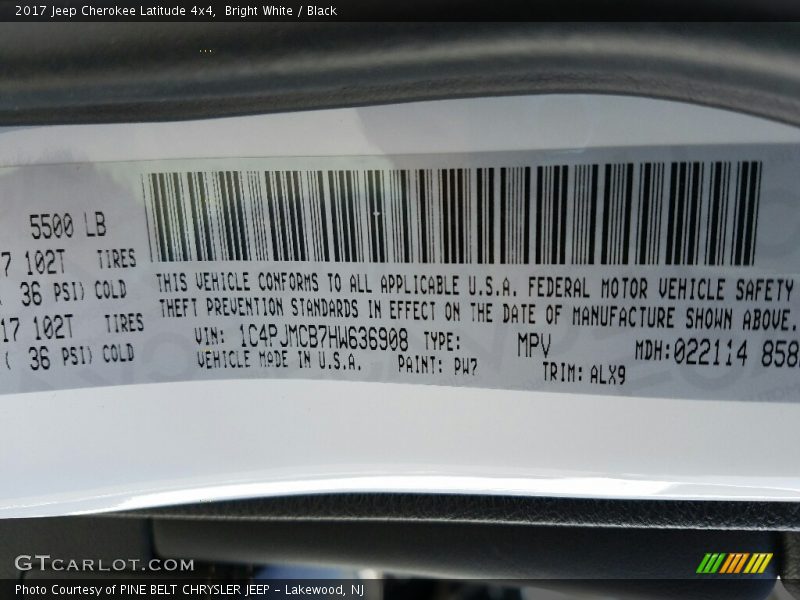 2017 Jeep Cherokee Latitude 4x4, Bright White / Black
5500 LB
7 102T TIRES
( 36 PSI) COLD
17 102T TIRES
( 36 PSI) COLD
THIS VEHICLE CONFORMS TO ALL APPLICABLE U.S.A. FEDERAL MOTOR VEHICLE SAFETY
THEFT PREVENTION STANDARDS IN EFFECT ON THE DATE OF MANUFACTURE SHOWN ABOVE.
VIN: 1C4PJMCB7HW636908 TYPE: MPV MDH:022114 858
VEHICLE MADE IN U.S.A. PAINT: PW7 TRIM: ALX9
GTCARLOT.COM
Photo Courtesy of PINE BELT CHRYSLER JEEP - Lakewood, NJ